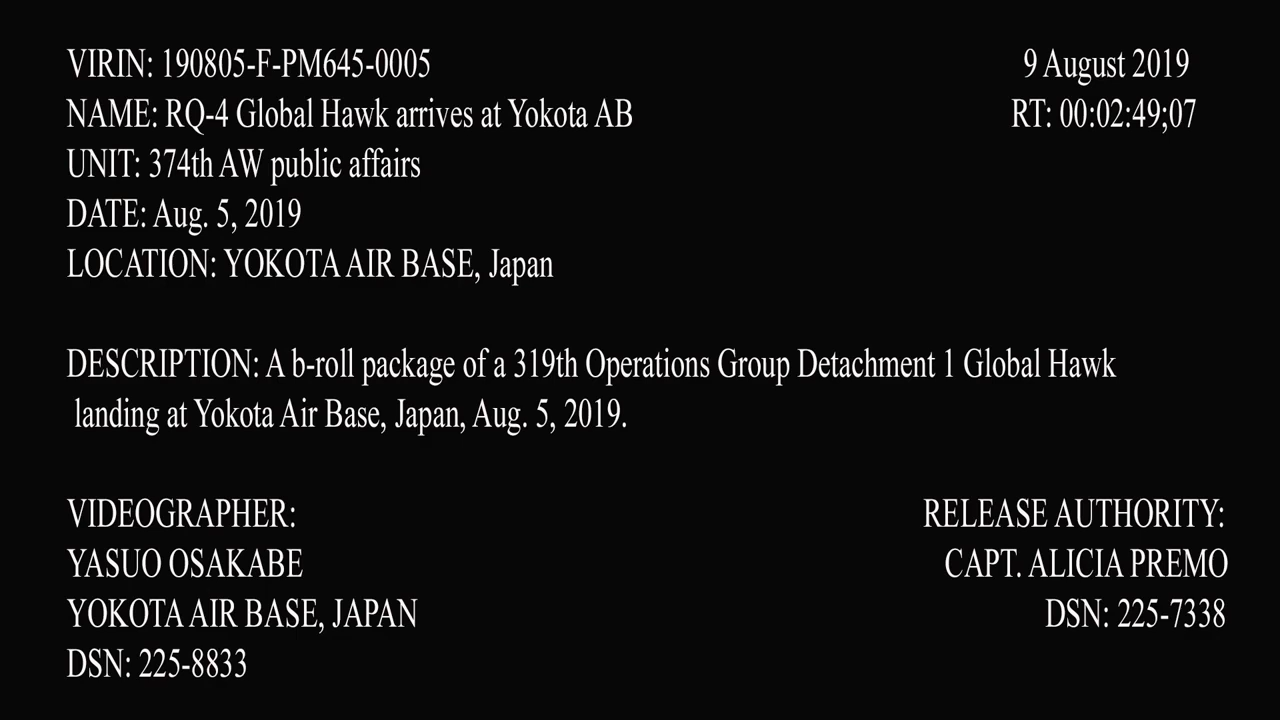 VIRIN: 190805-F-PM645-0005
9 August 2019
NAME: RQ-4 Global Hawk arrives at Yokota AB
RT: 00:02:49;07
UNIT: 374th AW public affairs
DATE: Aug. 5, 2019
LOCATION: YOKOTA AIR BASE, Japan
DESCRIPTION: A b-roll package of a 319th Operations Group Detachment 1 Global Hawk
landing at Yokota Air Base, Japan, Aug. 5, 2019.
VIDEOGRAPHER:
YASUO OSAKABE
YOKOTA AIR BASE, JAPAN
DSN: 225-8833
RELEASE AUTHORITY:
CAPT. ALICIA PREMO
DSN: 225-7338